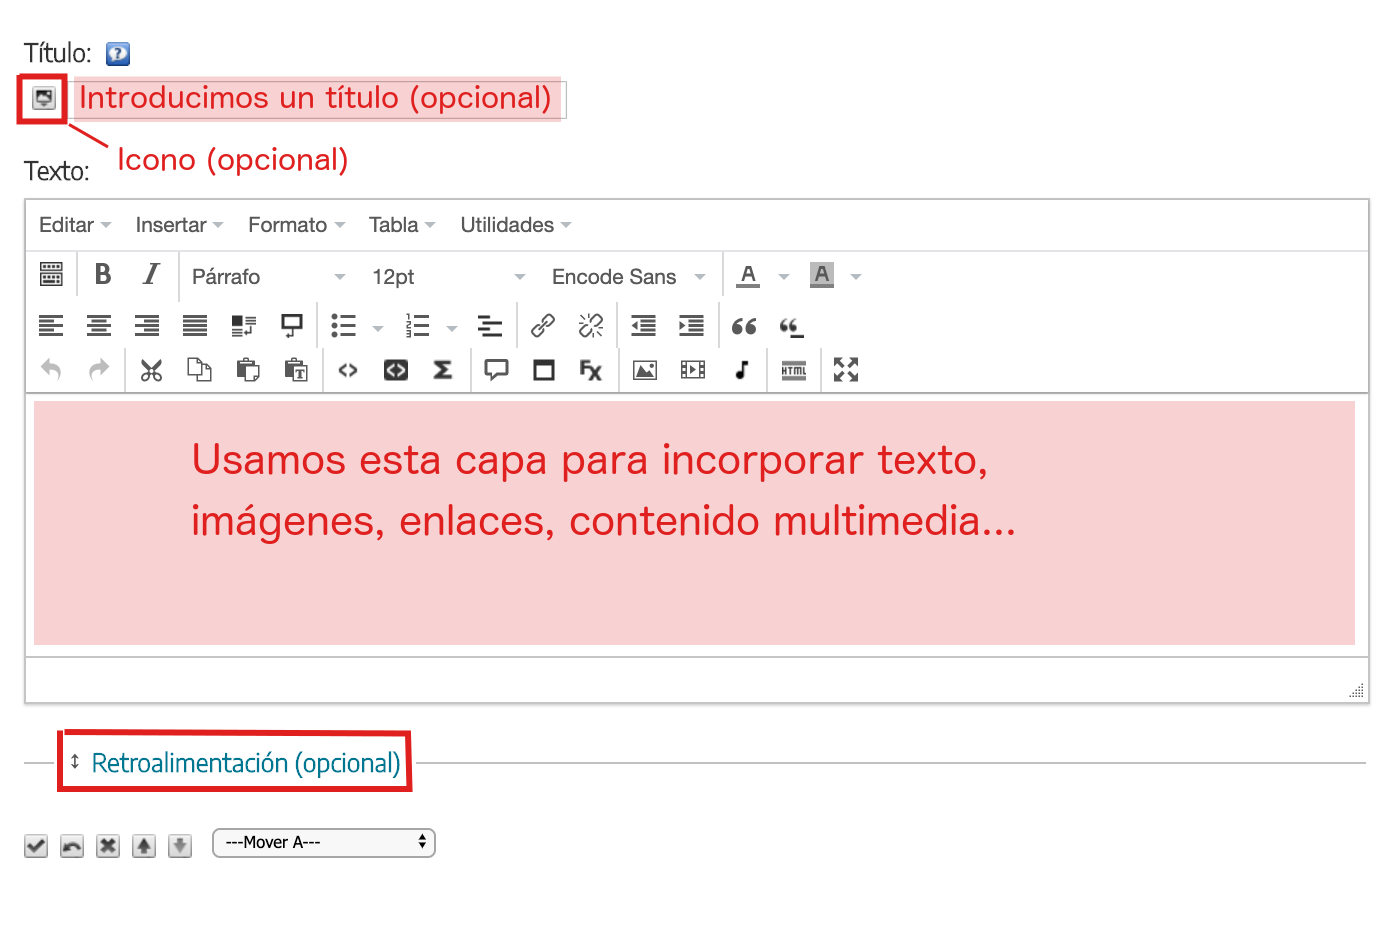 Título:
Introducimos un título (opcional)
Icono (opcional)
Texto:
Editar Insertar Formato Tabla Utilidades
B I Párrafo 12pt Encode Sans A A
HTML
Usamos esta capa para incorporar texto,
imágenes, enlaces, contenido multimedia...
Retroalimentación (opcional)
---Mover A---